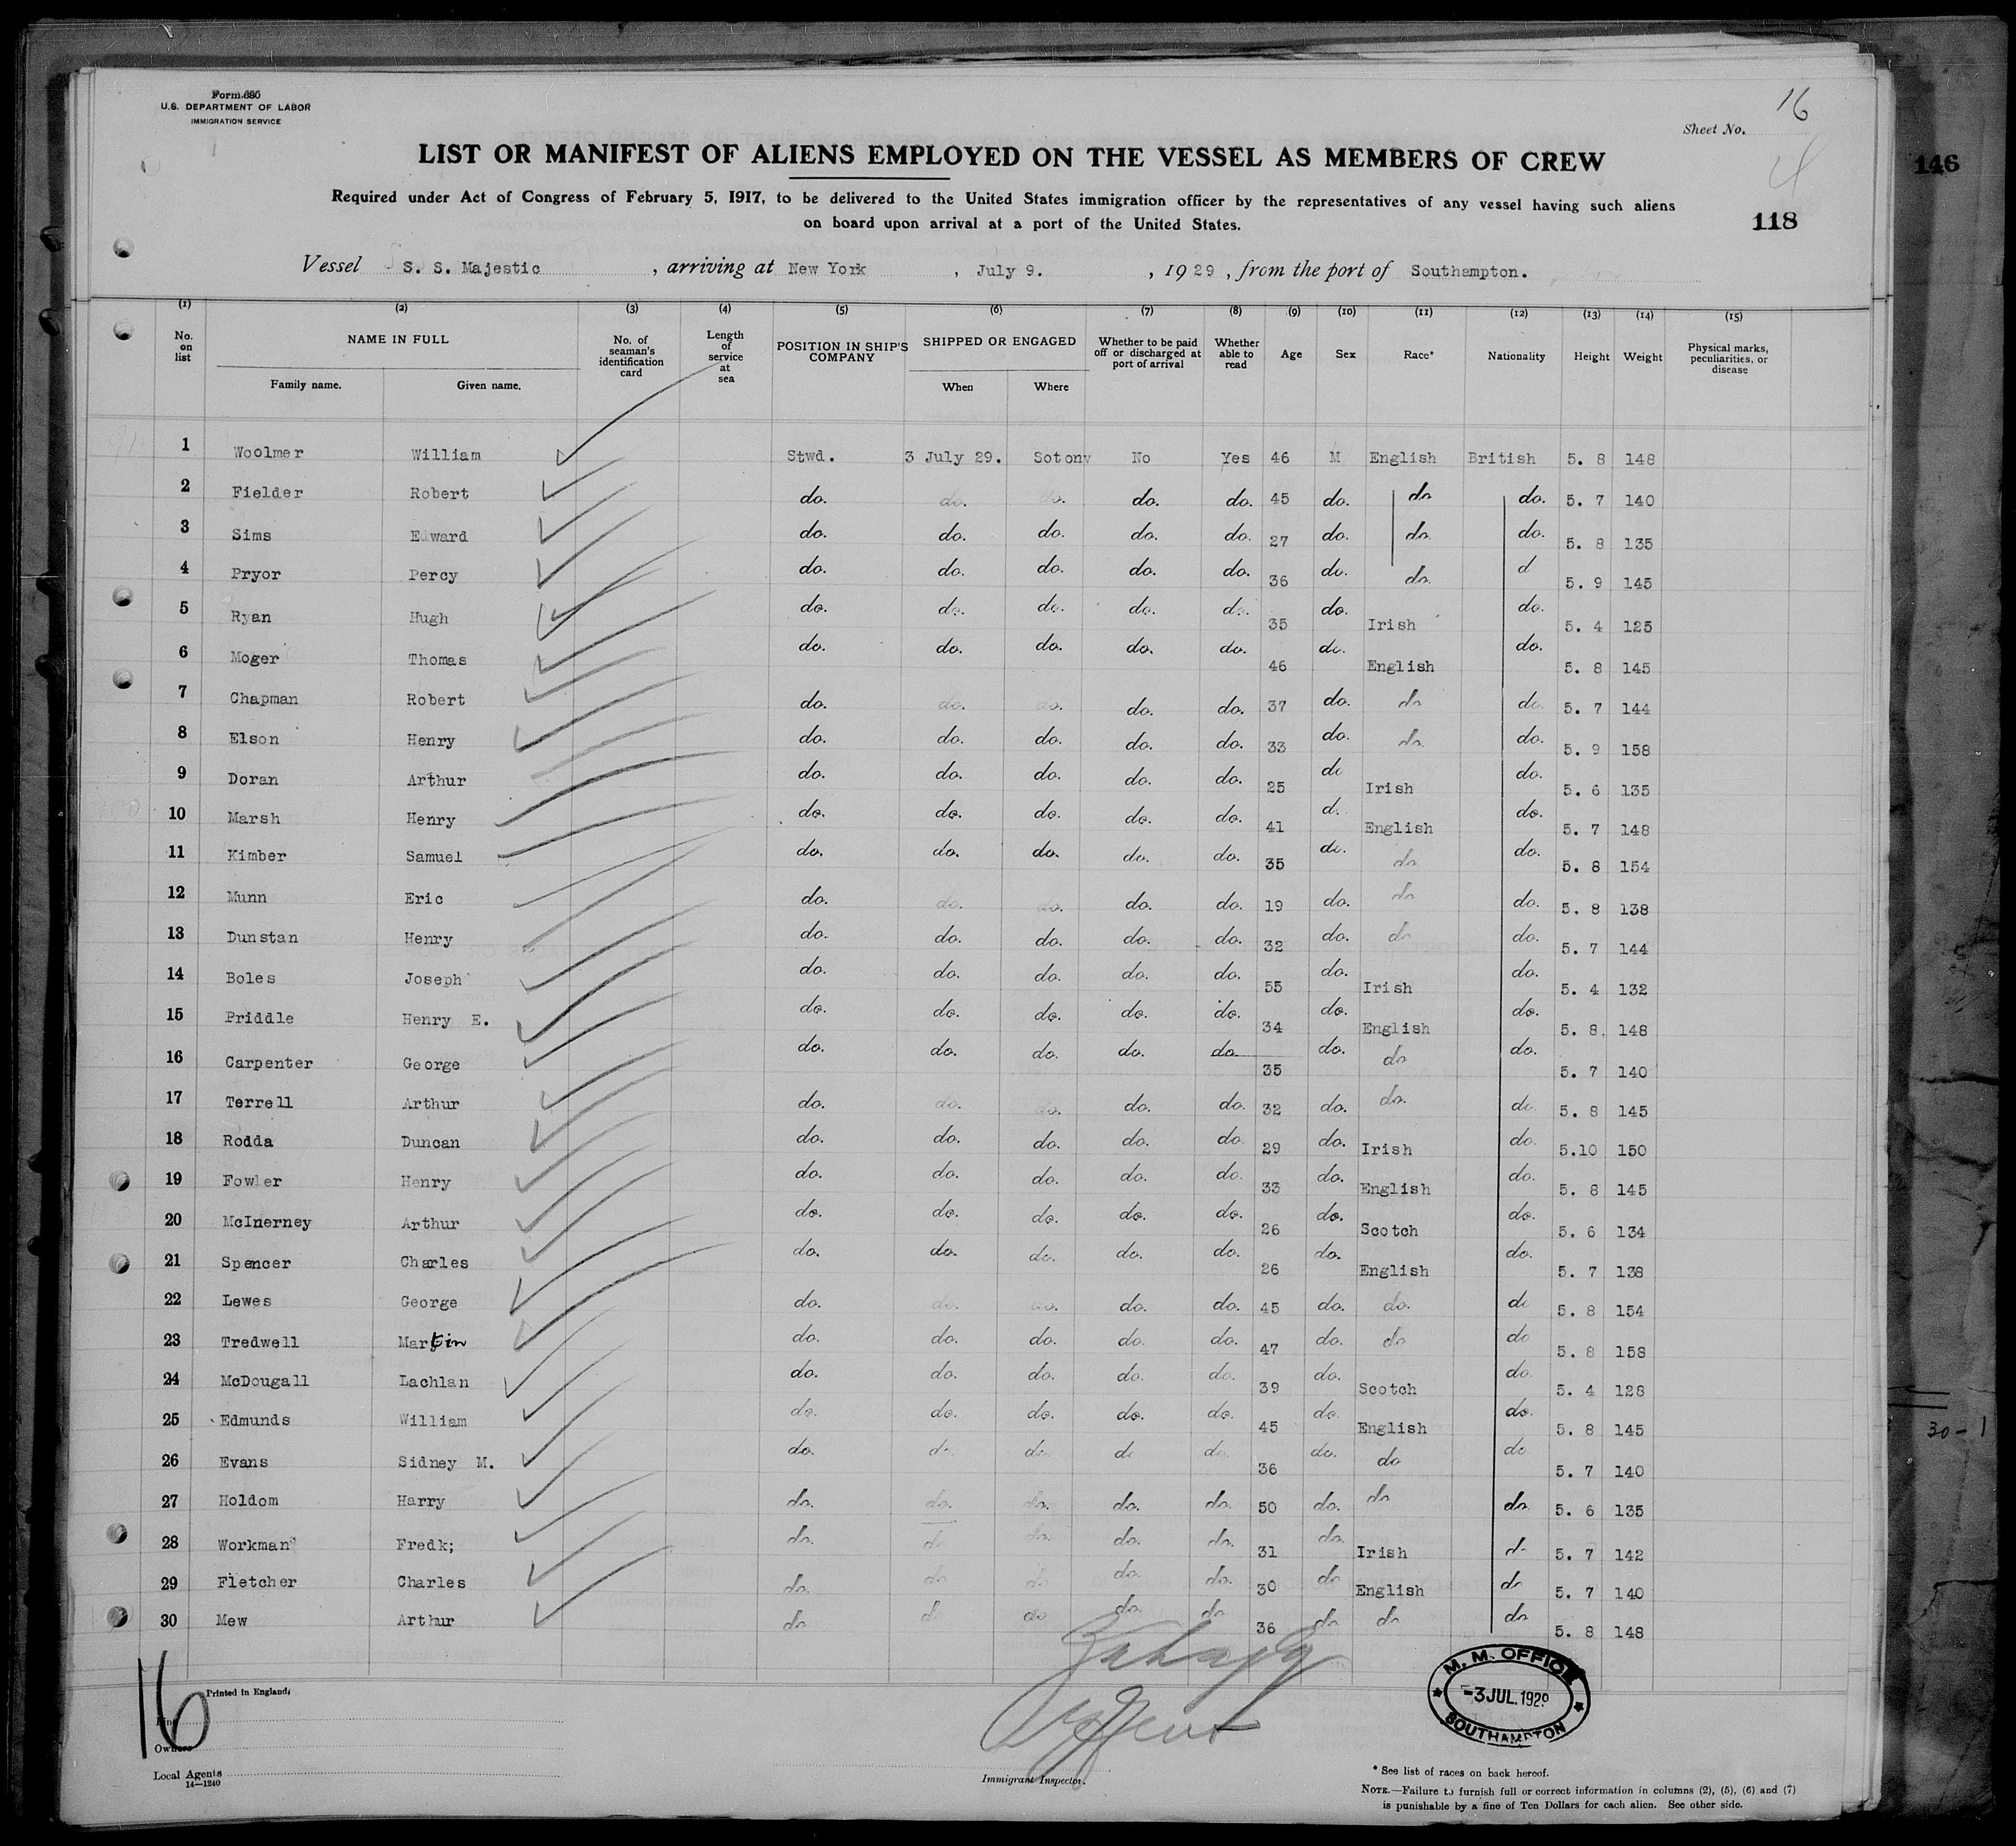 Form 685
U.S. DEPARTMENT OF LABOR
IMMIGRATION SERVICE
16
Sheet No.
4
146
LIST OR MANIFEST OF ALIENS EMPLOYED ON THE VESSEL AS MEMBERS OF CREW
Required under Act of Congress of February 5, 1917, to be delivered to the United States immigration officer by the representatives of any vessel having such aliens
on board upon arrival at a port of the United States.
118
Vessel S. S. Majestic, arriving at New York, July 9., 1929, from the port of Southampton.
(1) (2) (3) (4) (5) (6) (7) (8) (9) (10) (11) (12) (13) (14) (15)
No. on list NAME IN FULL Family name. Given name. No. of seaman's identification card Length of service at sea POSITION IN SHIP'S COMPANY SHIPPED OR ENGAGED When Where Whether to be paid off or discharged at port of arrival Whether able to read Age Sex Race* Nationality Height Weight Physical marks, peculiarities, or disease
1 Woolmer William Stwd. 3 July 29. Soton No Yes 46 M English British 5. 8 148
2 Fielder Robert do. do. do. do. do. 45 do. do do. 5. 7 140
3 Sims Edward do. do. do. do. do. 27 do. do. do. 5. 8 135
4 Pryor Percy do. do. do. do. do. 36 do. do. d 5. 9 145
5 Ryan Hugh do. do. do. do. do. 35 do. Irish do. 5. 4 125
6 Moger Thomas do. do. do. do. do. 46 do. English do. 5. 8 145
7 Chapman Robert do. do. do. do. do. 37 do. do do. 5. 7 144
8 Elson Henry do. do. do. do. do. 33 do. do. do. 5. 9 158
9 Doran Arthur do. do. do. do. do. 25 do Irish do. 5. 6 135
10 Marsh Henry do. do. do. do. do. 41 d. English do. 5. 7 148
11 Kimber Samuel do. do. do. do. do. 35 do. do do. 5. 8 154
12 Munn Eric do. do. do. do. do. 19 do. do do. 5. 8 138
13 Dunstan Henry do. do. do. do. do. 32 do. do do. 5. 7 144
14 Boles Joseph do. do. do. do. do. 55 do. Irish do. 5. 4 132
15 Priddle Henry E. do. do. do. do. do. 34 do. English do. 5. 8. 148
16 Carpenter George do. do. do. do. do. 35 do. do do. 5. 7 140
17 Terrell Arthur do. do. do. do. do. 32 do. do. do. 5. 8 145
18 Rodda Duncan do. do. do. do. do. 29 do. Irish do. 5.10 150
19 Fowler Henry do. do. do. do. do. 33 do. English do. 5. 8 145
20 McInerney Arthur do. do. do. do. do. 26 do. Scotch do. 5. 6 134
21 Spencer Charles do. do. do. do. do. 26 do. English do. 5. 7 138
22 Lewes George do. do. do. do. do. 45 do. do. do 5. 8 154
23 Tredwell Martin do. do. do. do. do. 47 do. do do 5. 8 158
24 McDougall Lachlan do. do. do. do. do. 39 do. Scotch do 5. 4 128
25 Edmunds William do. do. do. do. do. 45 do. English do. 5. 8 145
26 Evans Sidney M. do. do. do. do do. 36 do. do do 5. 7 140
27 Holdom Harry do. do. do. do. do. 50 do. do do. 5. 6 135
28 Workman Fredk; do. do do. do. do. 31 do. Irish do 5. 7 142
29 Fletcher Charles do. do do do. do. 30 do English do 5. 7 140
30 Mew Arthur do. do do do. do 36 do do do 5. 8 148
30-1
M. M. OFFICE
-3 JUL. 1929
SOUTHAMPTON
16
Printed in England.
Owners
Local Agents
14—1240
Immigrant Inspector.
* See list of races on back hereof.
NOTE.—Failure to furnish full or correct information in columns (2), (5), (6) and (7)
is punishable by a fine of Ten Dollars for each alien. See other side.